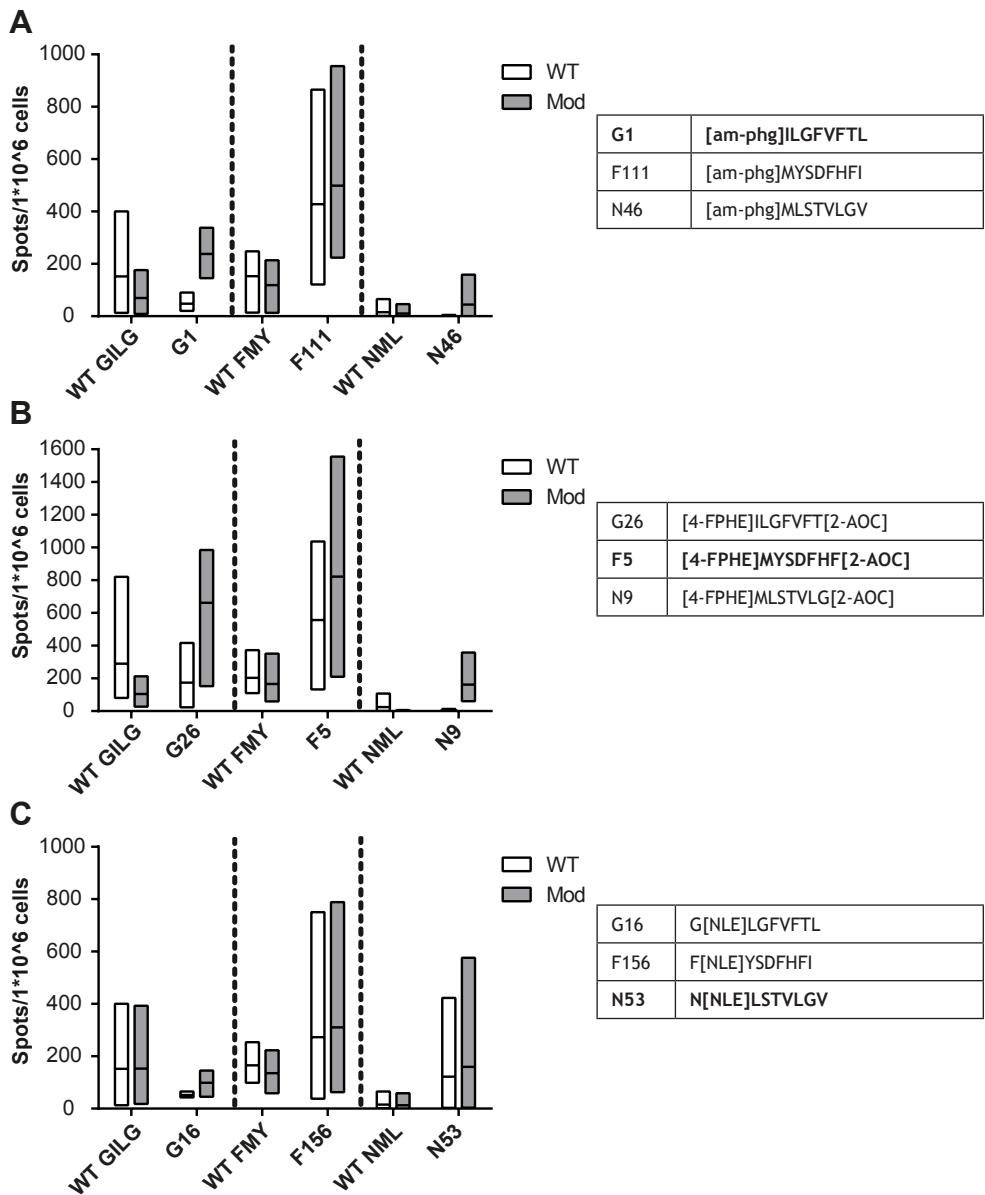 A
Spots/1*10^6 cells
1000
800
600
400
200
0
WT GILG
G1
WT FMY
F111
WT NML
N46
WT
Mod
G1 [am-phg]ILGFVFTL
F111 [am-phg]MYSDFHFI
N46 [am-phg]MLSTVLGV
B
Spots/1*10^6 cells
1600
1400
1200
1000
800
600
400
200
0
WT GILG
G26
WT FMY
F5
WT NML
N9
WT
Mod
G26 [4-FPHE]ILGFVFT[2-AOC]
F5 [4-FPHE]MYSDFHF[2-AOC]
N9 [4-FPHE]MLSTVLG[2-AOC]
C
Spots/1*10^6 cells
1000
800
600
400
200
0
WT GILG
G16
WT FMY
F156
WT NML
N53
WT
Mod
G16 G[NLE]LGFVFTL
F156 F[NLE]YSDFHFI
N53 N[NLE]LSTVLGV